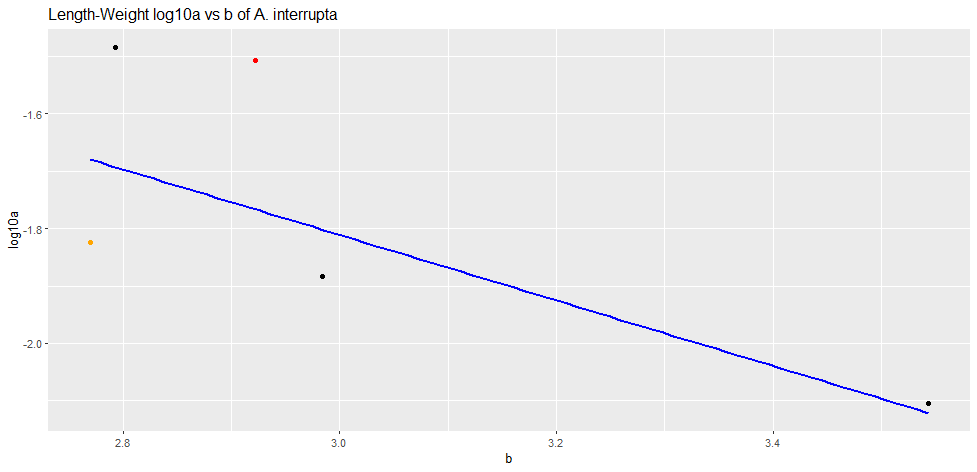 Length-Weight log10a vs b of A. interrupta
log10a
-1.6
-1.8
-2.0
2.8 3.0 3.2 3.4
b